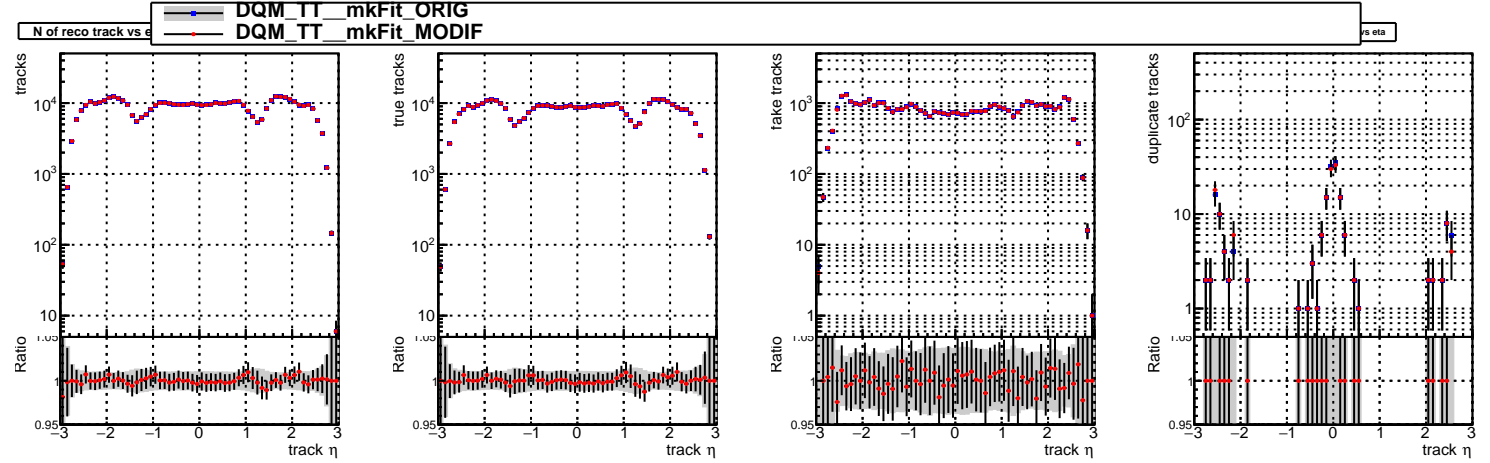 DQM_TT__mkFit_ORIG
DQM_TT__mkFit_MODIF
N of reco track vs e
vs eta
tracks
10⁴
10³
10²
10
Ratio
1.05
1
0.95
−3 −2 −1 0 1 2 3
track η
true tracks
10⁴
10³
10²
10
Ratio
1.05
1
0.95
−3 −2 −1 0 1 2 3
track η
fake tracks
10³
10²
10
1
Ratio
1.05
1
0.95
−3 −2 −1 0 1 2 3
track η
duplicate tracks
10²
10
1
Ratio
1.05
1
0.95
−3 −2 −1 0 1 2 3
track η